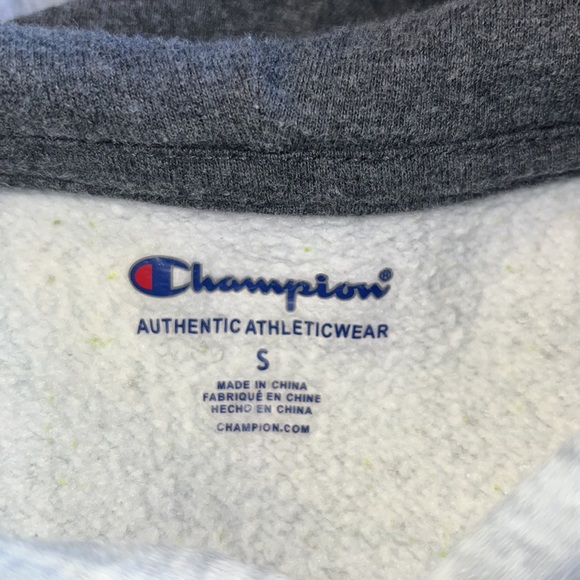 Champion®
AUTHENTIC ATHLETICWEAR
S
MADE IN CHINA
FABRIQUÉ EN CHINE
HECHO EN CHINA
CHAMPION.COM